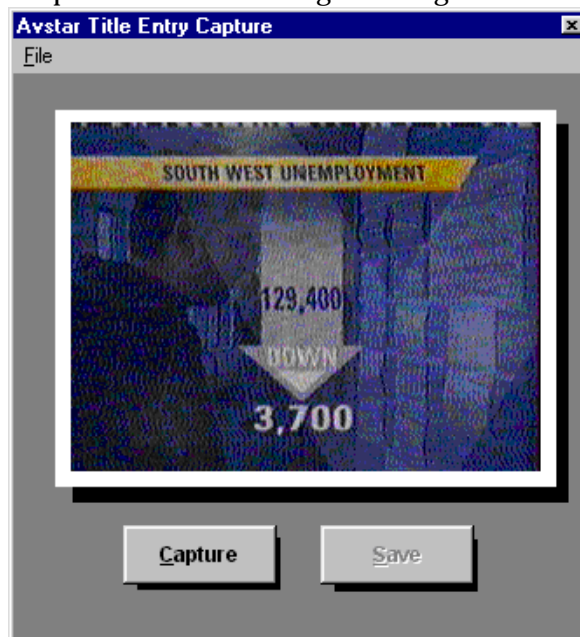 Avstar Title Entry Capture
File
SOUTH WEST UNEMPLOYMENT
129,400
DOWN
3,700
Capture
Save